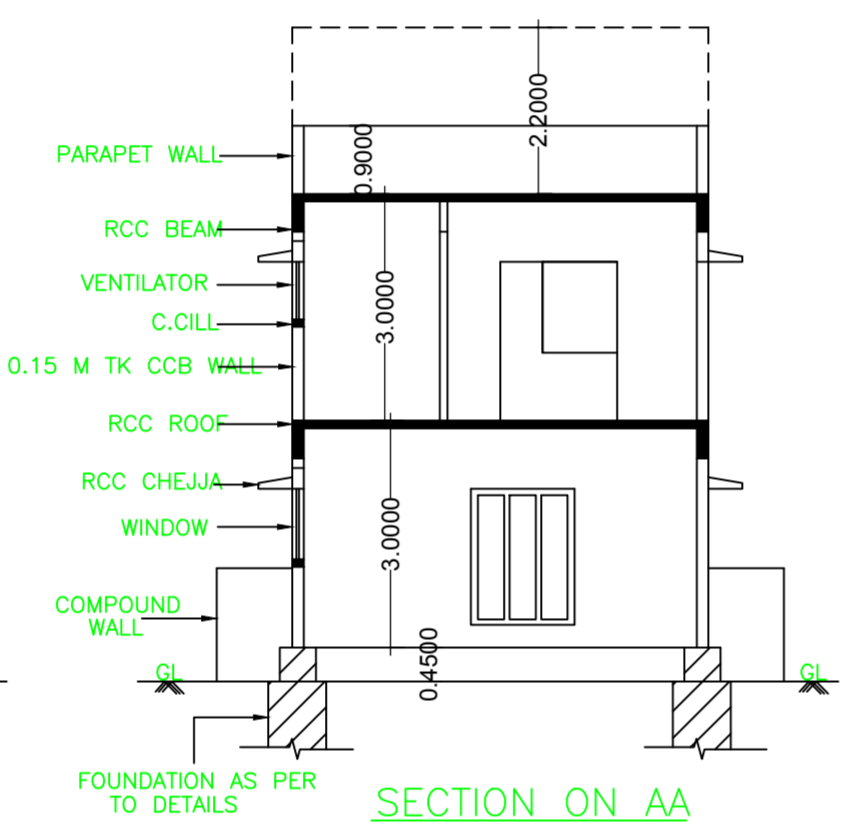 2.2000
PARAPET WALL
0.9000
RCC BEAM
VENTILATOR
3.0000
C.CILL
0.15 M TK CCB WALL
RCC ROOF
RCC CHEJJA
WINDOW
3.0000
COMPOUND
WALL
0.4500
GL
GL
FOUNDATION AS PER
TO DETAILS
SECTION ON AA